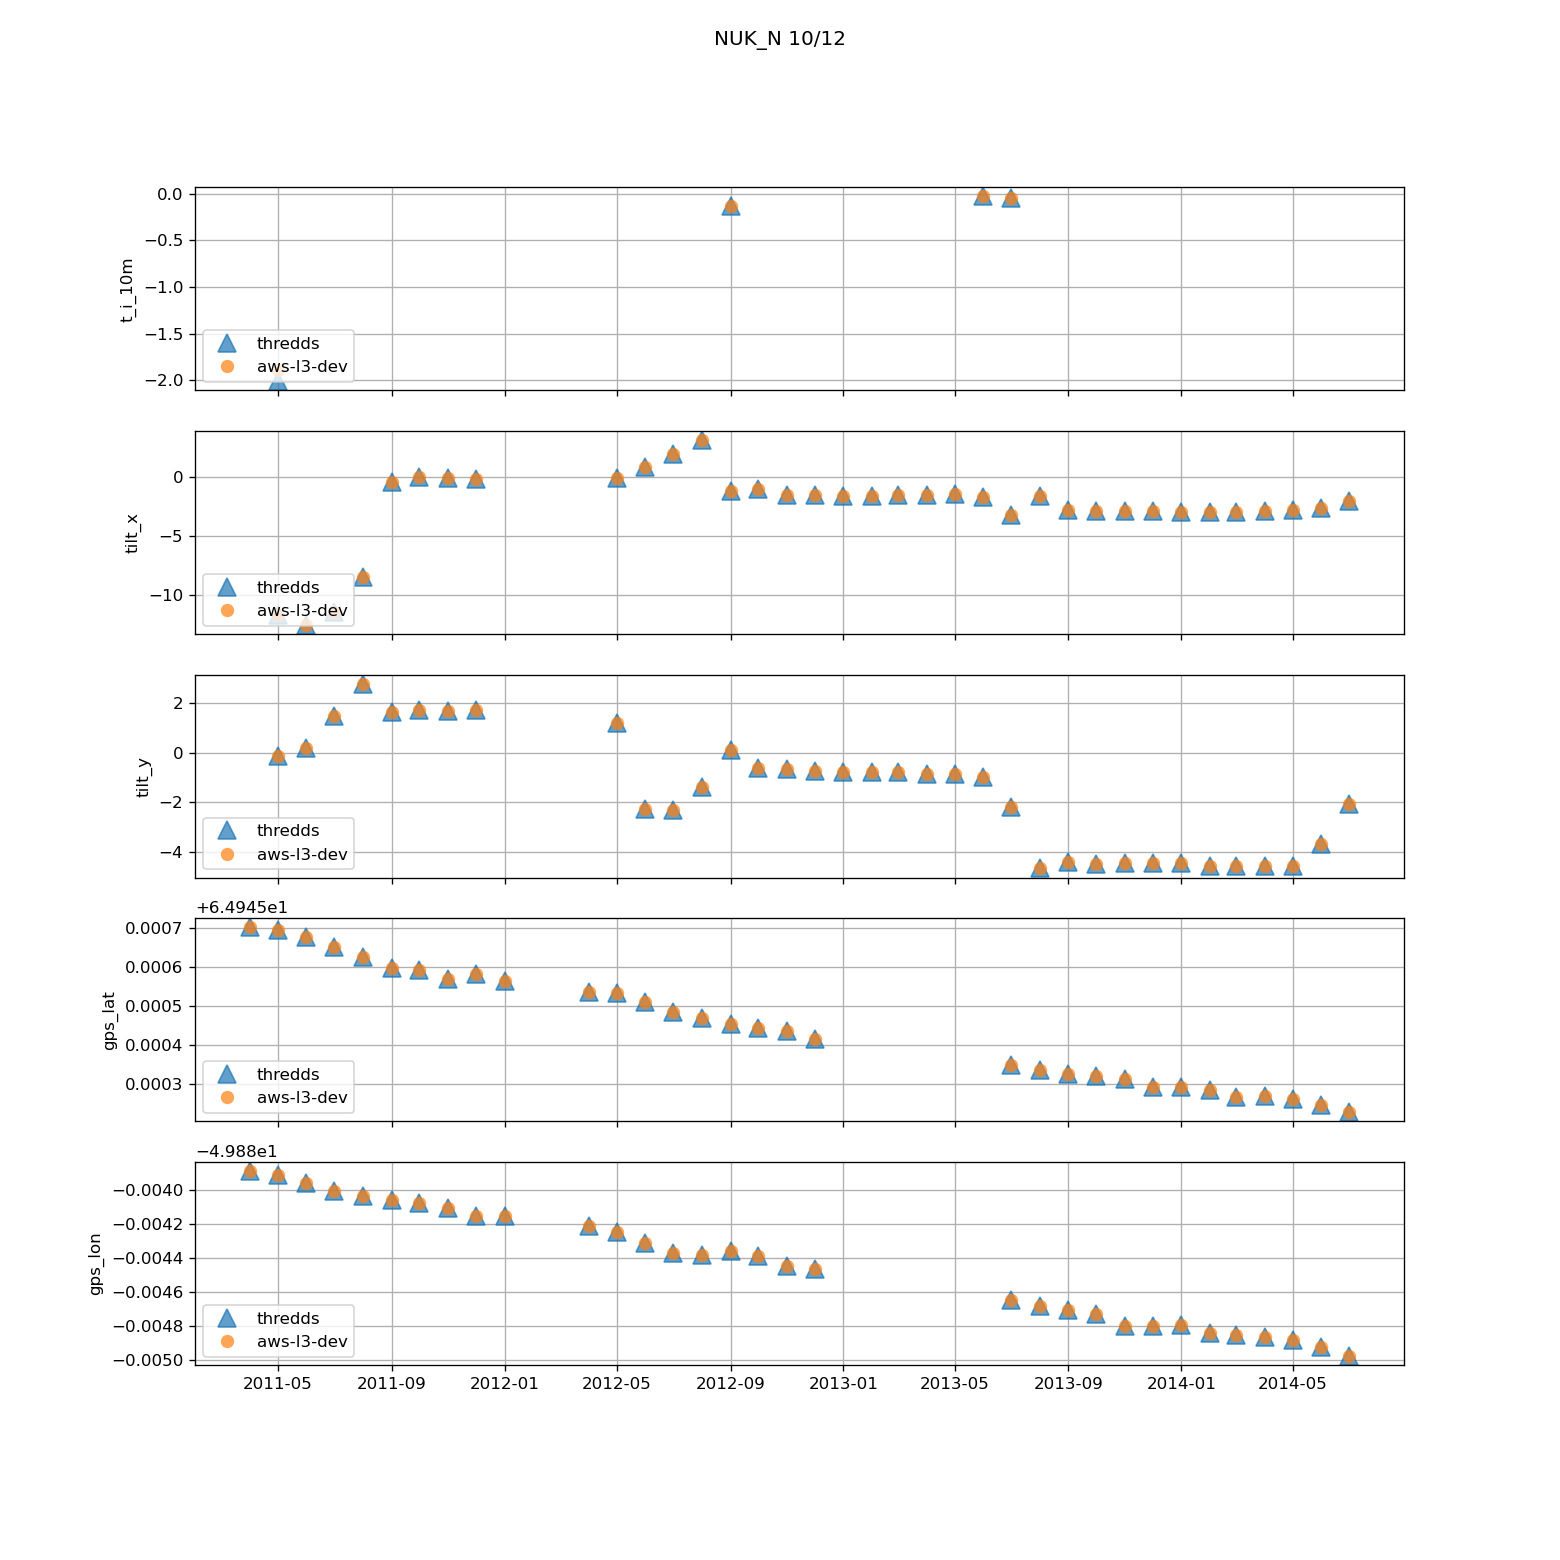 NUK_N 10/12
0.0
−0.5
−1.0
−1.5
−2.0
t_i_10m
thredds
aws-l3-dev
0
−5
−10
tilt_x
thredds
aws-l3-dev
2
0
−2
−4
tilt_y
thredds
aws-l3-dev
+6.4945e1
0.0007
0.0006
0.0005
0.0004
0.0003
gps_lat
thredds
aws-l3-dev
−4.988e1
−0.0040
−0.0042
−0.0044
−0.0046
−0.0048
−0.0050
gps_lon
thredds
aws-l3-dev
2011-05 2011-09 2012-01 2012-05 2012-09 2013-01 2013-05 2013-09 2014-01 2014-05